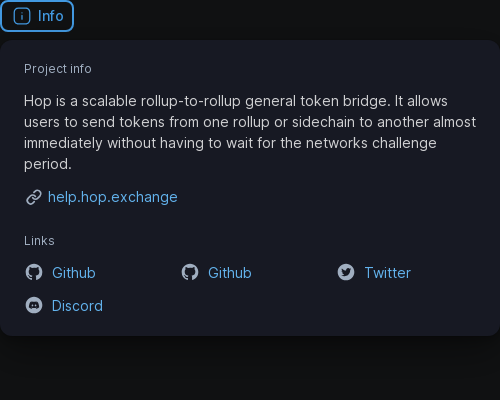 Info
Project info
Hop is a scalable rollup-to-rollup general token bridge. It allows
users to send tokens from one rollup or sidechain to another almost
immediately without having to wait for the networks challenge
period.
help.hop.exchange
Links
Github Github Twitter
Discord